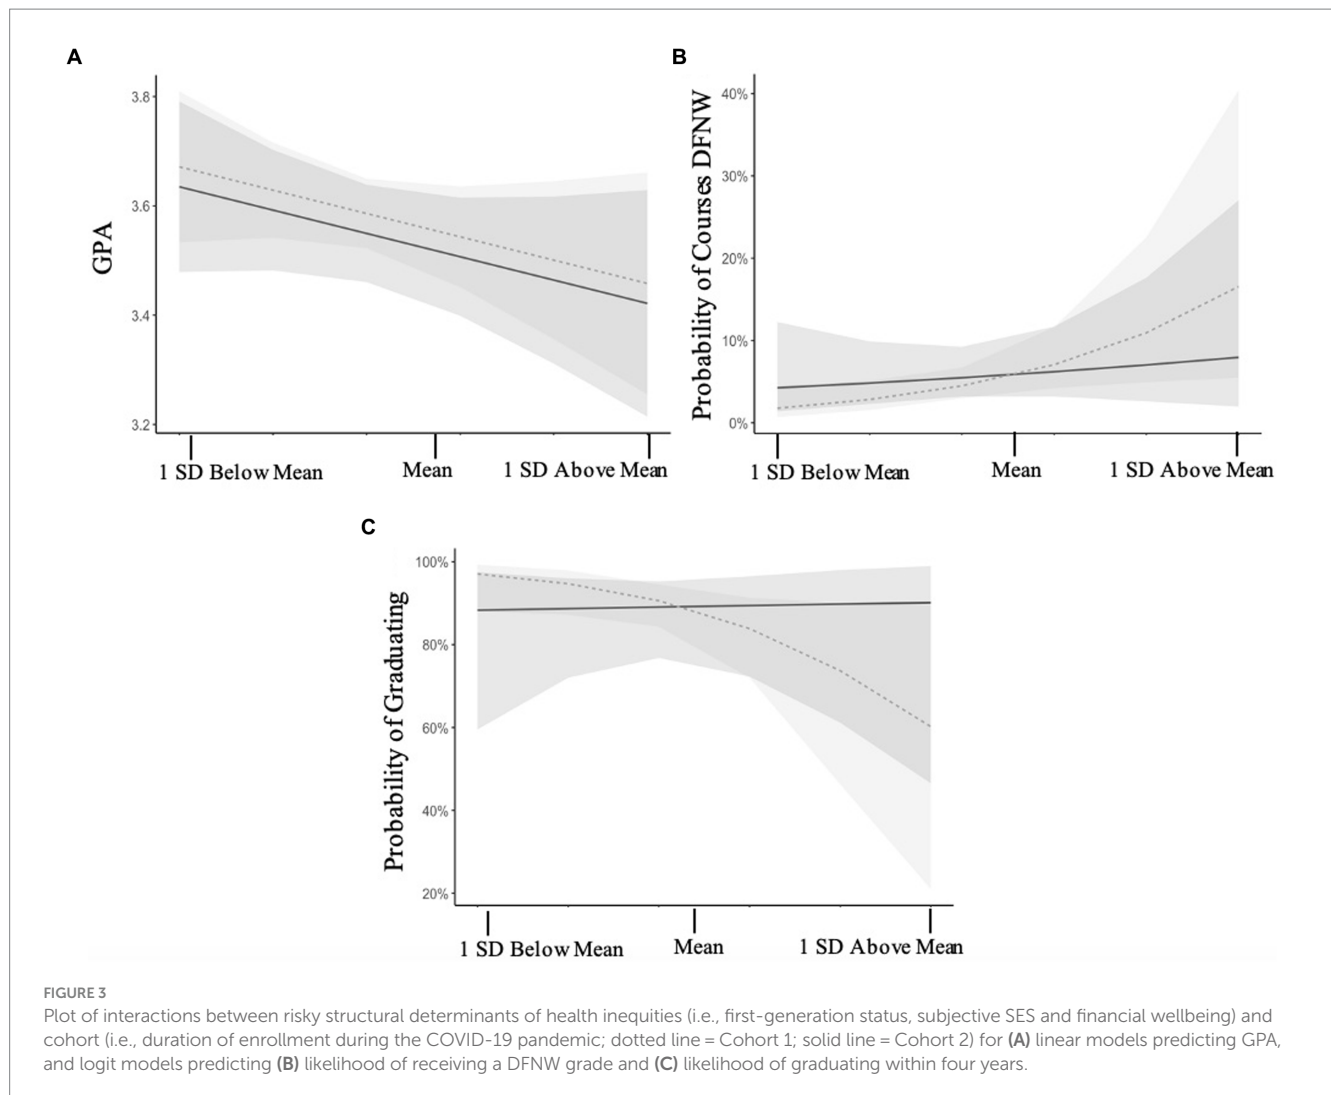 A
GPA
3.8
3.6
3.4
3.2
1 SD Below Mean
Mean
1 SD Above Mean
B
Probability of Courses DFNW
40%
30%
20%
10%
0%
1 SD Below Mean
Mean
1 SD Above Mean
C
Probability of Graduating
100%
80%
60%
40%
20%
1 SD Below Mean
Mean
1 SD Above Mean
FIGURE 3
Plot of interactions between risky structural determinants of health inequities (i.e., first-generation status, subjective SES and financial wellbeing) and
cohort (i.e., duration of enrollment during the COVID-19 pandemic; dotted line = Cohort 1; solid line = Cohort 2) for (A) linear models predicting GPA,
and logit models predicting (B) likelihood of receiving a DFNW grade and (C) likelihood of graduating within four years.